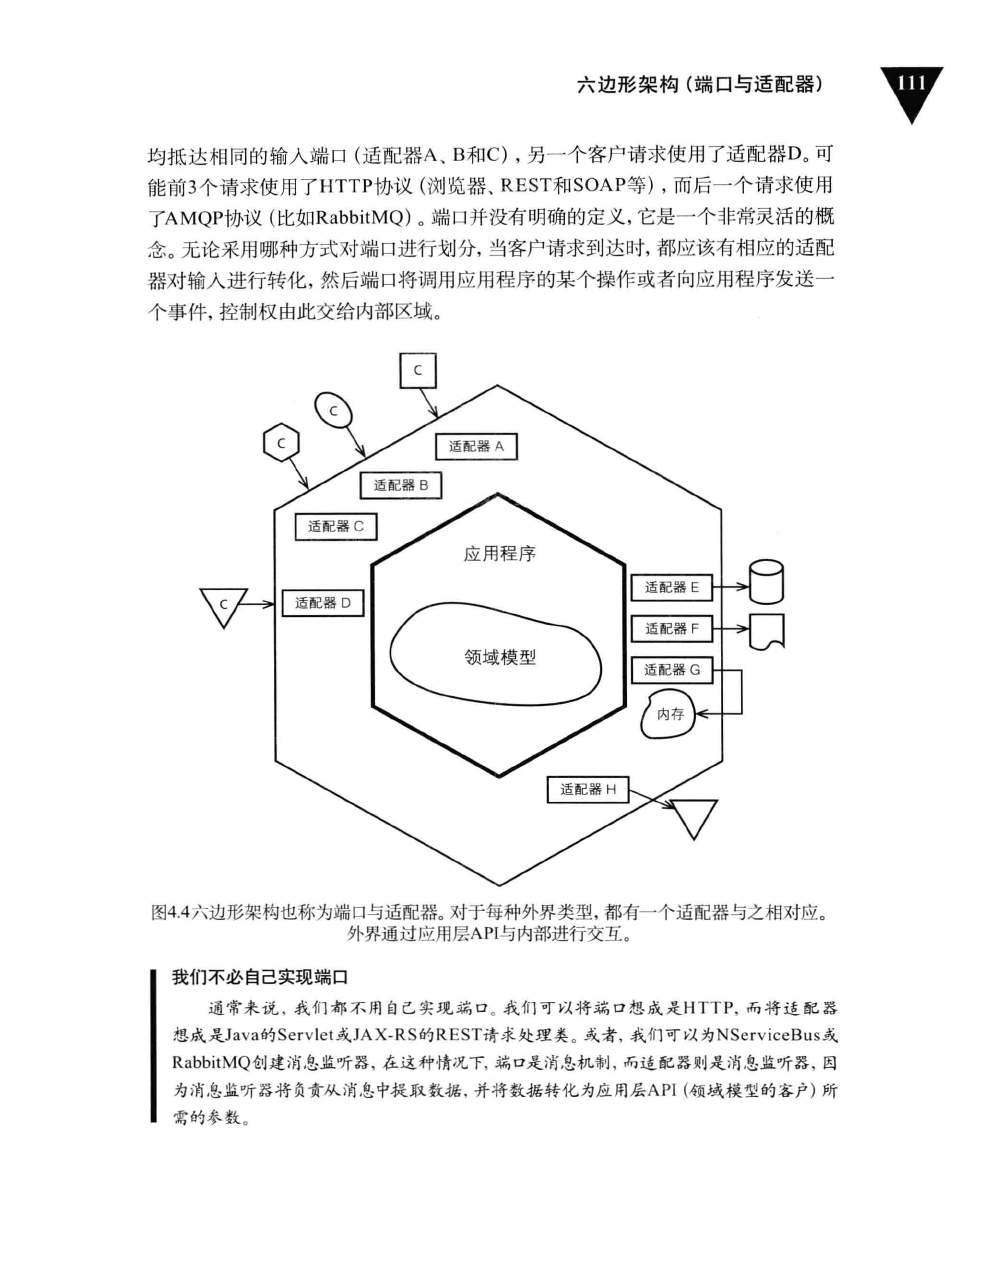 六边形架构（端口与适配器）
111
均抵达相同的输入端口（适配器A、B和C），另一个客户请求使用了适配器D。可
能前3个请求使用了HTTP协议（浏览器、REST和SOAP等），而后一个请求使用
了AMQP协议（比如RabbitMQ）。端口并没有明确的定义，它是一个非常灵活的概
念。无论采用哪种方式对端口进行划分，当客户请求到达时，都应该有相应的适配
器对输入进行转化，然后端口将调用应用程序的某个操作或者向应用程序发送一
个事件，控制权由此交给内部区域。
C
C
C
适配器 A
适配器 B
适配器 C
应用程序
适配器 E
C
适配器 D
适配器 F
领域模型
适配器 G
内存
适配器 H
图4.4六边形架构也称为端口与适配器。对于每种外界类型，都有一个适配器与之相对应。
外界通过应用层API与内部进行交互。
我们不必自己实现端口
通常来说，我们都不用自己实现端口。我们可以将端口想成是HTTP，而将适配器
想成是Java的Servlet或JAX-RS的REST请求处理类。或者，我们可以为NServiceBus或
RabbitMQ创建消息监听器，在这种情况下，端口是消息机制，而适配器则是消息监听器，因
为消息监听器将负责从消息中提取数据，并将数据转化为应用层API（领域模型的客户）所
需的参数。